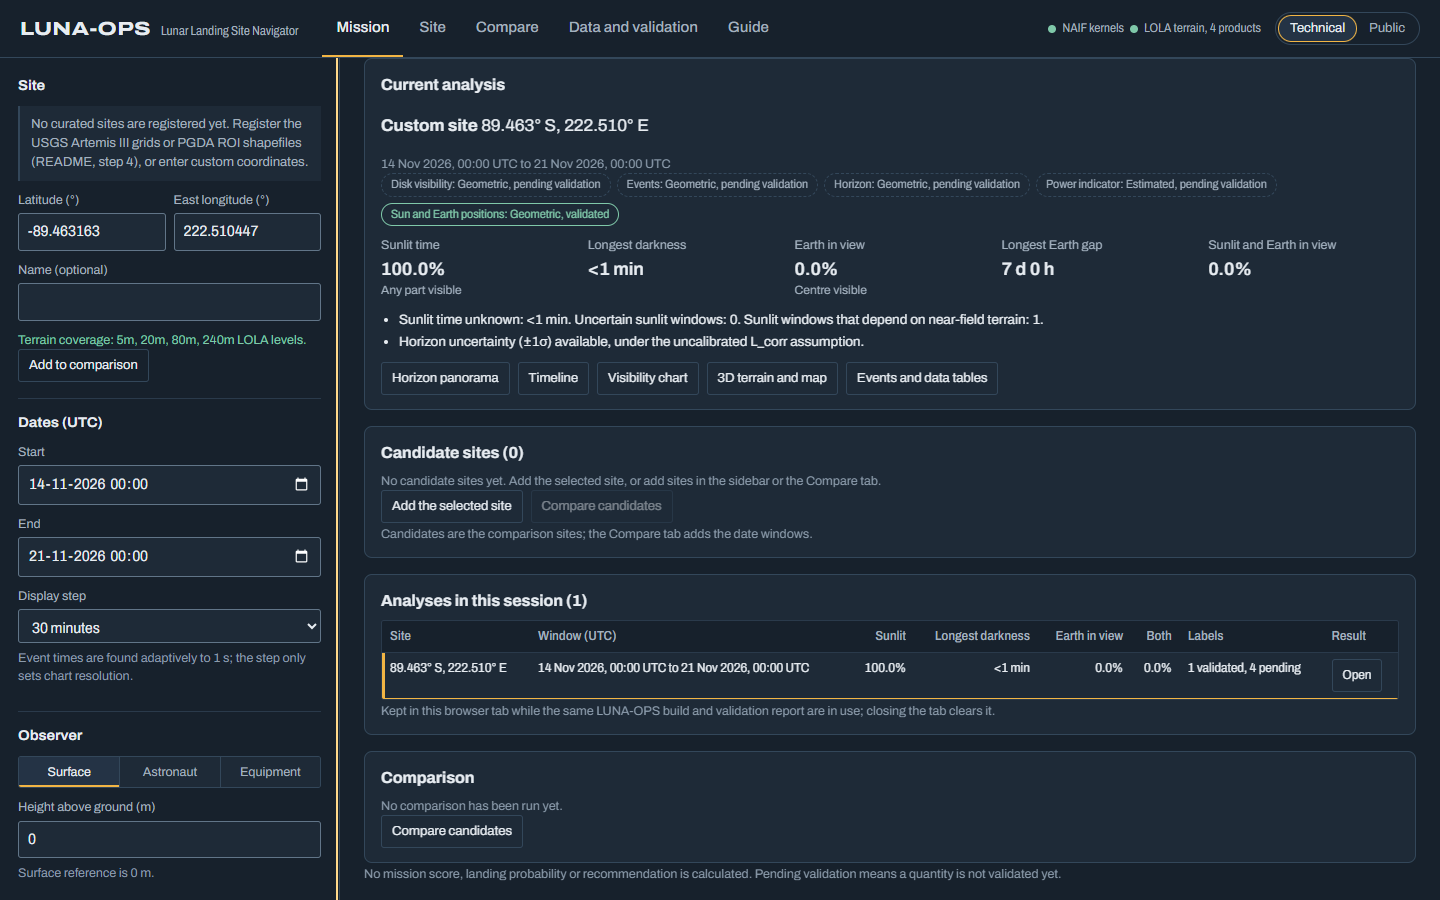 LUNA-OPS Lunar Landing Site Navigator Mission Site Compare Data and validation Guide NAIF kernels LOLA terrain, 4 products Technical Public
Site
No curated sites are registered yet. Register the
USGS Artemis III grids or PGDA ROI shapefiles
(README, step 4), or enter custom coordinates.
Latitude (°) East longitude (°)
-89.463163 222.510447
Name (optional)
Terrain coverage: 5m, 20m, 80m, 240m LOLA levels.
Add to comparison
Dates (UTC)
Start
14-11-2026 00:00
End
21-11-2026 00:00
Display step
30 minutes
Event times are found adaptively to 1 s; the step only
sets chart resolution.
Observer
Surface Astronaut Equipment
Height above ground (m)
0
Surface reference is 0 m.
Current analysis
Custom site 89.463° S, 222.510° E
14 Nov 2026, 00:00 UTC to 21 Nov 2026, 00:00 UTC
Disk visibility: Geometric, pending validation Events: Geometric, pending validation Horizon: Geometric, pending validation Power indicator: Estimated, pending validation
Sun and Earth positions: Geometric, validated
Sunlit time Longest darkness Earth in view Longest Earth gap Sunlit and Earth in view
100.0% <1 min 0.0% 7 d 0 h 0.0%
Any part visible Centre visible
• Sunlit time unknown: <1 min. Uncertain sunlit windows: 0. Sunlit windows that depend on near-field terrain: 1.
• Horizon uncertainty (±1σ) available, under the uncalibrated L_corr assumption.
Horizon panorama Timeline Visibility chart 3D terrain and map Events and data tables
Candidate sites (0)
No candidate sites yet. Add the selected site, or add sites in the sidebar or the Compare tab.
Add the selected site Compare candidates
Candidates are the comparison sites; the Compare tab adds the date windows.
Analyses in this session (1)
Site Window (UTC) Sunlit Longest darkness Earth in view Both Labels Result
89.463° S, 222.510° E 14 Nov 2026, 00:00 UTC to 21 Nov 2026, 00:00 UTC 100.0% <1 min 0.0% 0.0% 1 validated, 4 pending Open
Kept in this browser tab while the same LUNA-OPS build and validation report are in use; closing the tab clears it.
Comparison
No comparison has been run yet.
Compare candidates
No mission score, landing probability or recommendation is calculated. Pending validation means a quantity is not validated yet.